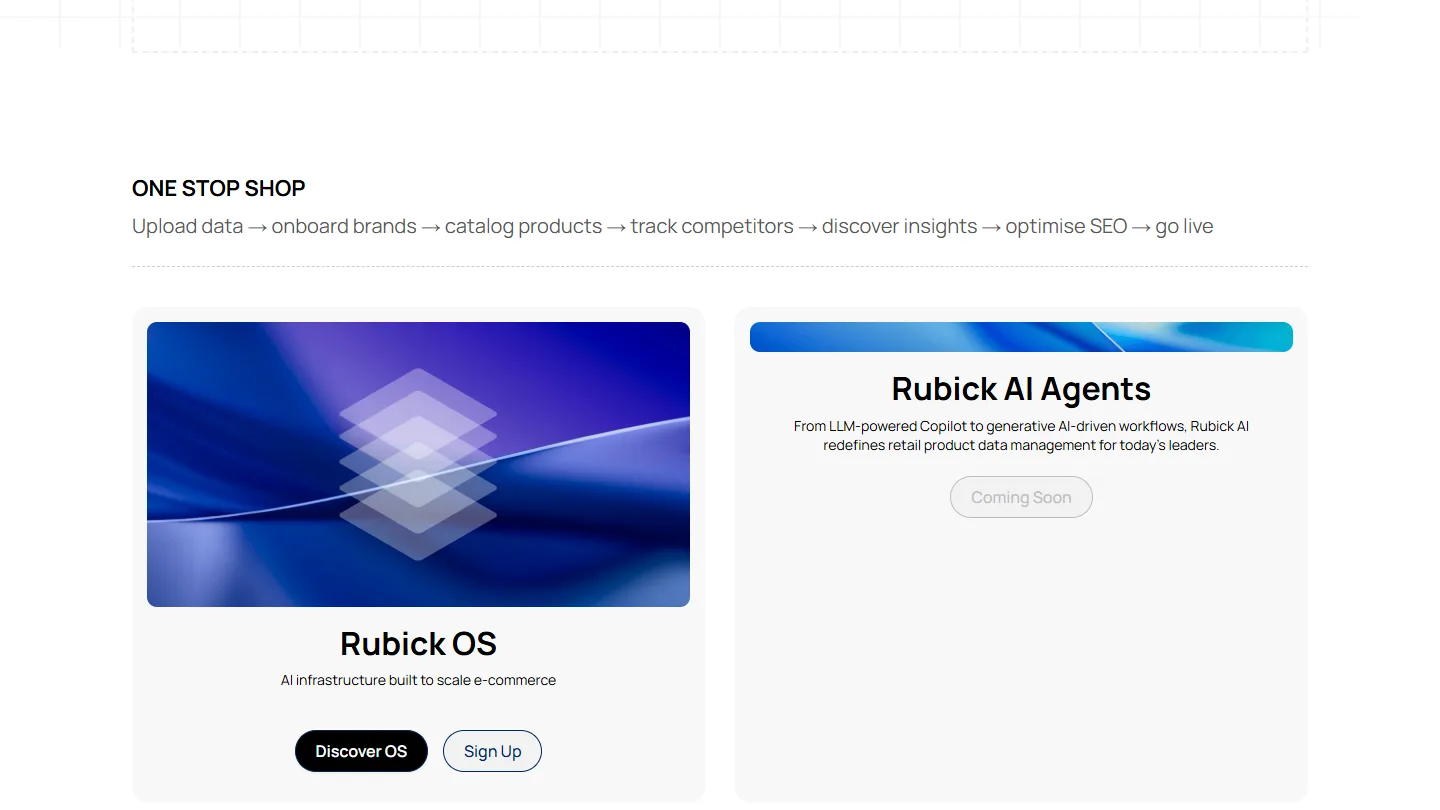 ONE STOP SHOP
Upload data → onboard brands → catalog products → track competitors → discover insights → optimise SEO → go live
Rubick OS
AI infrastructure built to scale e-commerce
Discover OS
Sign Up
Rubick AI Agents
From LLM-powered Copilot to generative AI-driven workflows, Rubick AI
redefines retail product data management for today's leaders.
Coming Soon